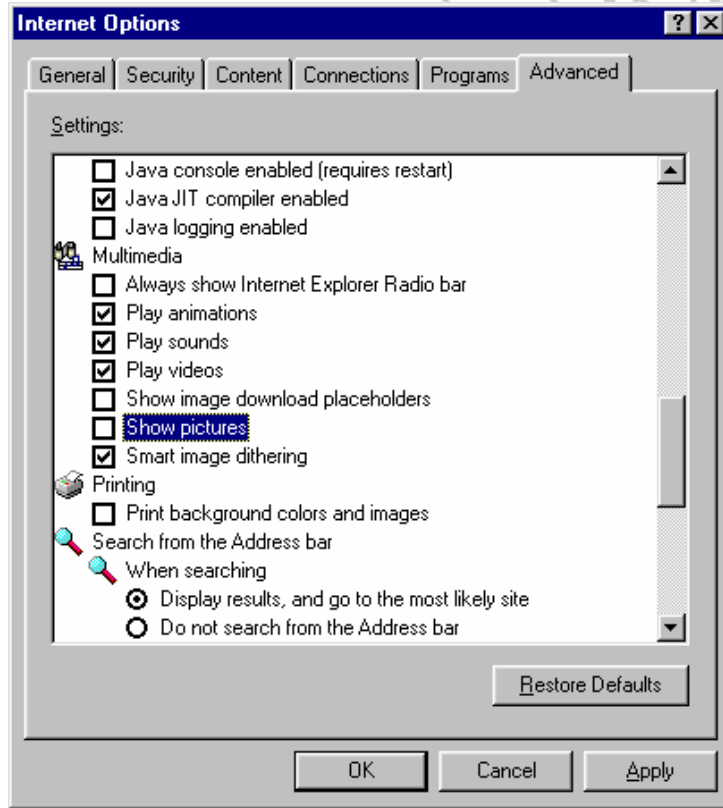 Internet Options
General Security Content Connections Programs Advanced
Settings:
Java console enabled (requires restart)
Java JIT compiler enabled
Java logging enabled
Multimedia
Always show Internet Explorer Radio bar
Play animations
Play sounds
Play videos
Show image download placeholders
Show pictures
Smart image dithering
Printing
Print background colors and images
Search from the Address bar
When searching
Display results, and go to the most likely site
Do not search from the Address bar
Restore Defaults
OK Cancel Apply